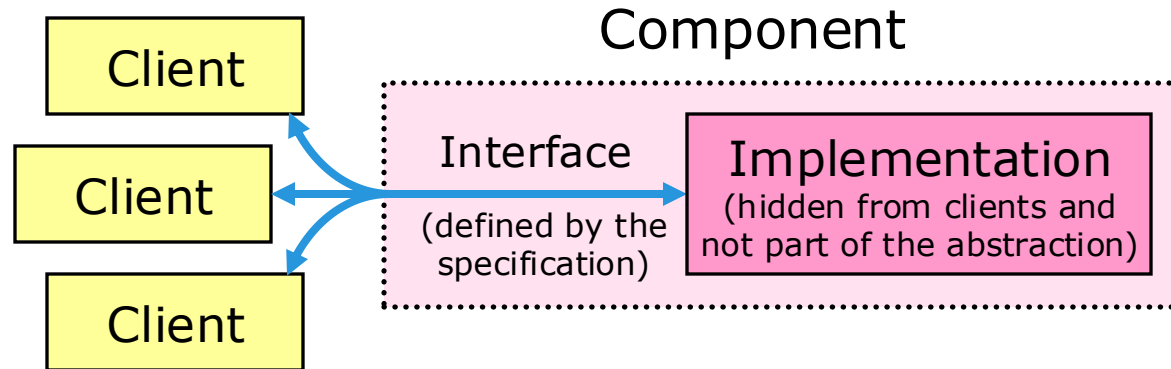 Component
Client
Client
Client
Interface
(defined by the
specification)
Implementation
(hidden from clients and
not part of the abstraction)